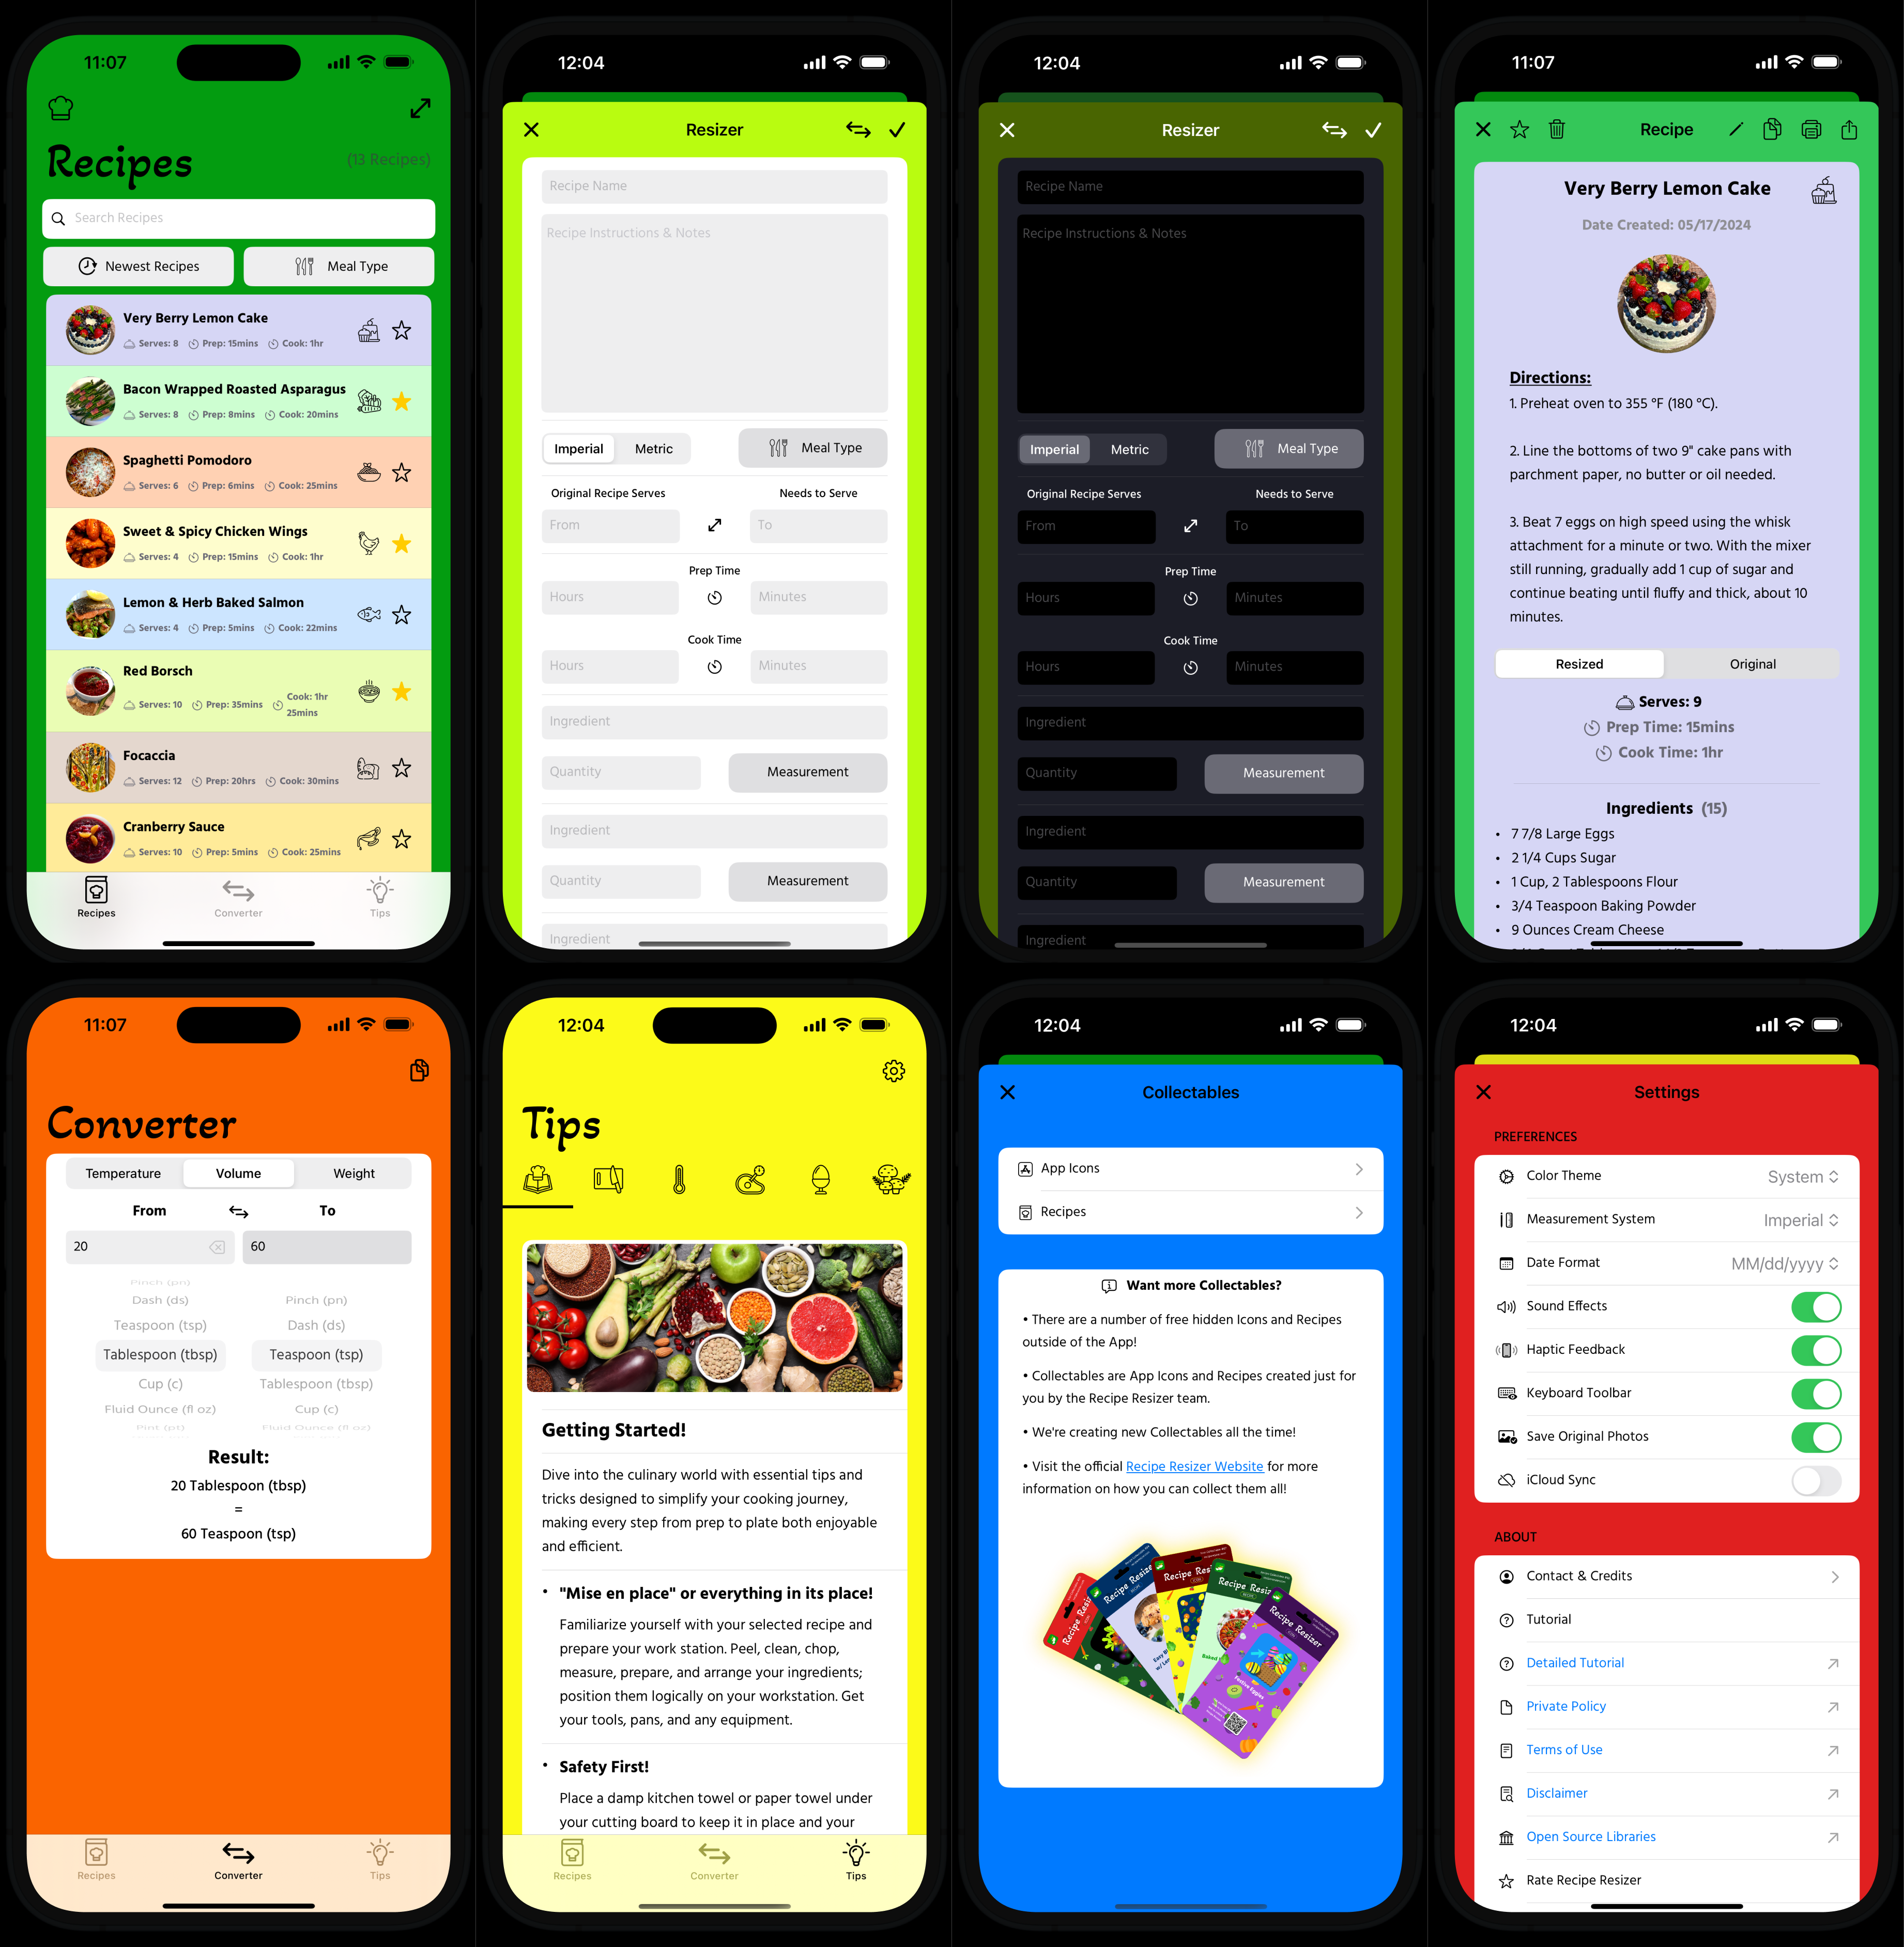 11:07
Recipes
(13 Recipes)
Search Recipes
Newest Recipes
Meal Type
Very Berry Lemon Cake
Serves: 8 Prep: 15mins Cook: 1hr
Bacon Wrapped Roasted Asparagus
Serves: 8 Prep: 8mins Cook: 20mins
Spaghetti Pomodoro
Serves: 6 Prep: 6mins Cook: 25mins
Sweet & Spicy Chicken Wings
Serves: 4 Prep: 15mins Cook: 1hr
Lemon & Herb Baked Salmon
Serves: 4 Prep: 5mins Cook: 22mins
Red Borsch
Serves: 10 Prep: 35mins Cook: 1hr
25mins
Focaccia
Serves: 12 Prep: 20hrs Cook: 30mins
Cranberry Sauce
Serves: 10 Prep: 5mins Cook: 25mins
Recipes Converter Tips
12:04
Resizer
Recipe Name
Recipe Instructions & Notes
Imperial Metric Meal Type
Original Recipe Serves Needs to Serve
From To
Prep Time
Hours Minutes
Cook Time
Hours Minutes
Ingredient
Quantity Measurement
Ingredient
Quantity Measurement
Ingredient
12:04
Resizer
Recipe Name
Recipe Instructions & Notes
Imperial Metric Meal Type
Original Recipe Serves Needs to Serve
From To
Prep Time
Hours Minutes
Cook Time
Hours Minutes
Ingredient
Quantity Measurement
Ingredient
Quantity Measurement
Ingredient
11:07
Recipe
Very Berry Lemon Cake
Date Created: 05/17/2024
Directions:
1. Preheat oven to 355 °F (180 °C).
2. Line the bottoms of two 9" cake pans with
parchment paper, no butter or oil needed.
3. Beat 7 eggs on high speed using the whisk
attachment for a minute or two. With the mixer
still running, gradually add 1 cup of sugar and
continue beating until fluffy and thick, about 10
minutes.
Resized Original
Serves: 9
Prep Time: 15mins
Cook Time: 1hr
Ingredients (15)
• 7 7/8 Large Eggs
• 2 1/4 Cups Sugar
• 1 Cup, 2 Tablespoons Flour
• 3/4 Teaspoon Baking Powder
• 9 Ounces Cream Cheese
11:07
Converter
Temperature Volume Weight
From To
20 60
Pinch (pn)
Dash (ds) Pinch (pn)
Teaspoon (tsp) Dash (ds)
Tablespoon (tbsp) Teaspoon (tsp)
Cup (c) Tablespoon (tbsp)
Fluid Ounce (fl oz) Cup (c)
Pint (pt) Fluid Ounce (fl oz)
Result:
20 Tablespoon (tbsp)
=
60 Teaspoon (tsp)
Recipes Converter Tips
12:04
Tips
Getting Started!
Dive into the culinary world with essential tips and
tricks designed to simplify your cooking journey,
making every step from prep to plate both enjoyable
and efficient.
• "Mise en place" or everything in its place!
Familiarize yourself with your selected recipe and
prepare your work station. Peel, clean, chop,
measure, prepare, and arrange your ingredients;
position them logically on your workstation. Get
your tools, pans, and any equipment.
• Safety First!
Place a damp kitchen towel or paper towel under
your cutting board to keep it in place and your
Recipes Converter Tips
12:04
Collectables
App Icons
Recipes
Want more Collectables?
• There are a number of free hidden Icons and Recipes
outside of the App!
• Collectables are App Icons and Recipes created just for
you by the Recipe Resizer team.
• We're creating new Collectables all the time!
• Visit the official Recipe Resizer Website for more
information on how you can collect them all!
Recipe Resizer
12:04
Settings
PREFERENCES
Color Theme System
Measurement System Imperial
Date Format MM/dd/yyyy
Sound Effects
Haptic Feedback
Keyboard Toolbar
Save Original Photos
iCloud Sync
ABOUT
Contact & Credits
Tutorial
Detailed Tutorial
Private Policy
Terms of Use
Disclaimer
Open Source Libraries
Rate Recipe Resizer